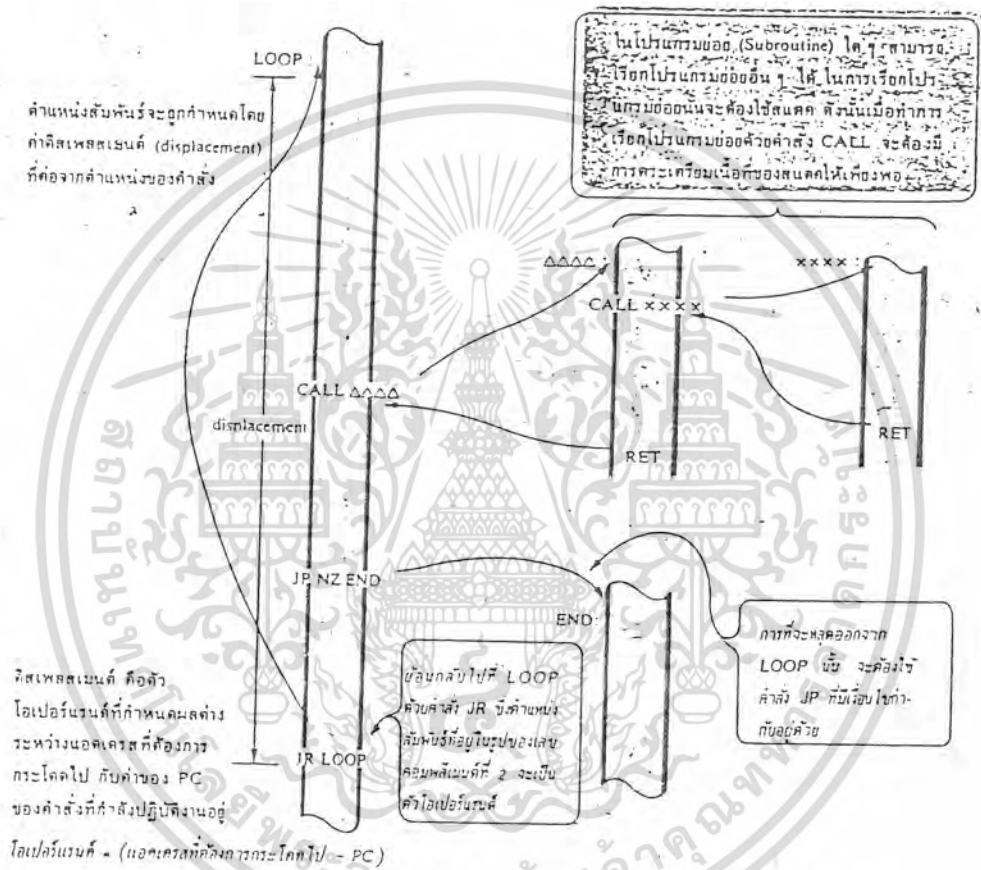 ในโปรแกรมย่อย (Subroutine) ใด ๆ สามารถ
เรียกโปรแกรมย่อยอื่น ๆ ได้ ในการเรียกโปร-
แกรมย่อยนั้นจะต้องใช้สแตค ดังนั้นเมื่อทำการ
เรียกโปรแกรมย่อยด้วยคำสั่ง CALL จะต้องมี
การตระเตรียมเนื้อที่ของสแตคให้เพียงพอ
LOOP
ตำแหน่งสัมพันธ์จะถูกกำหนดโดย
ค่าดิสเพลสเมนต์ (displacement)
ที่ต่อจากตำแหน่งของคำสั่ง
△△△△ :
×××× :
CALL ××××
CALL △△△△
displacement
RET
RET
JP NZ END
END:
การที่จะหลุดออกจาก
LOOP นั้น จะต้องใช้
คำสั่ง JP ที่มีเงื่อนไขกำ-
กับอยู่ด้วย
ย้อนกลับไปที่ LOOP
ด้วยคำสั่ง JR ซึ่งตำแหน่ง
สัมพันธ์ที่อยู่ในรูปของเลข
คอมพลีเมนต์ที่ 2 จะเป็น
ตัวโอเปอร์แรนด์
JR LOOP
ดิสเพลสเมนต์ คือตัว
โอเปอร์แรนด์ที่กำหนดผลต่าง
ระหว่างแอดเดรสที่ต้องการ
กระโดดไป กับค่าของ PC
ของคำสั่งที่กำลังปฏิบัติงานอยู่
โอเปอร์แรนด์ = (แอดเดรสที่ต้องการกระโดดไป - PC)